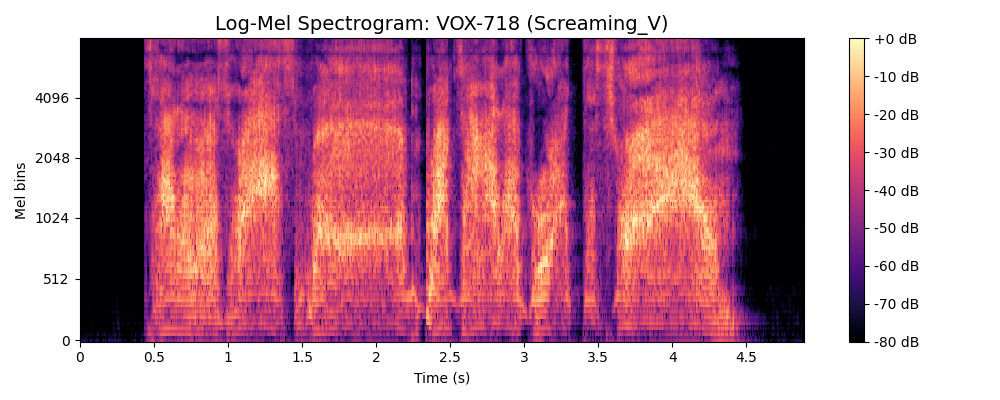 Log-Mel Spectrogram: VOX-718 (Screaming_V)
Mel bins
4096
2048
1024
512
0
0 0.5 1 1.5 2 2.5 3 3.5 4 4.5
Time (s)
+0 dB
-10 dB
-20 dB
-30 dB
-40 dB
-50 dB
-60 dB
-70 dB
-80 dB